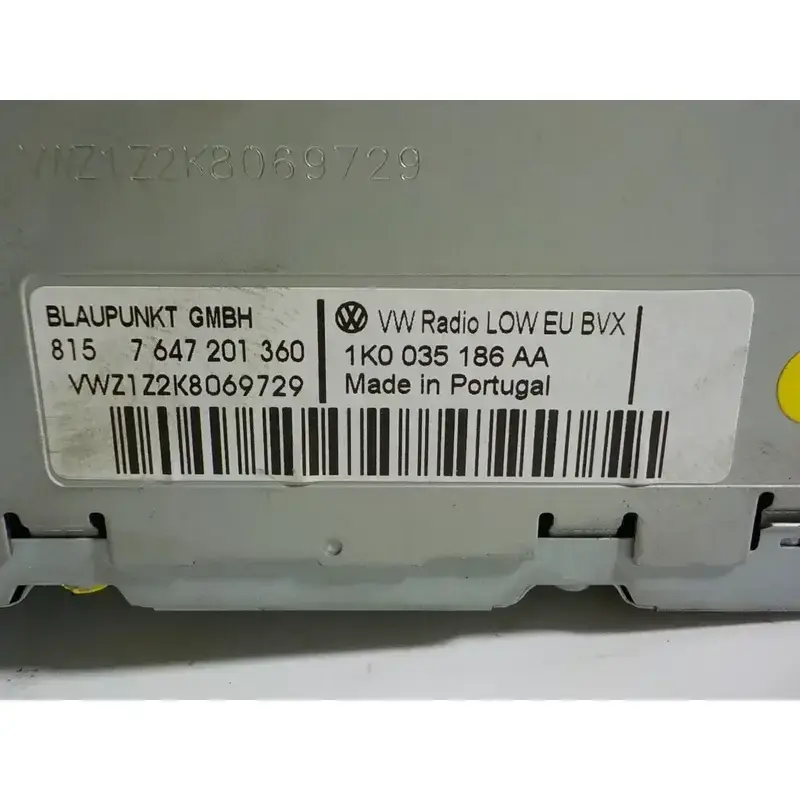 VWZ1Z2K8069729
BLAUPUNKT GMBH
815 7 647 201 360
VWZ1Z2K8069729
VW Radio LOW EU BVX
1K0 035 186 AA
Made in Portugal